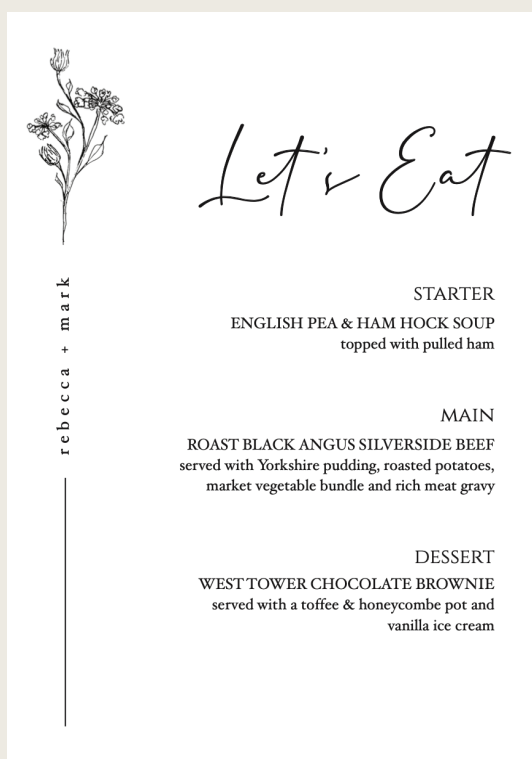 Let's Eat
rebecca + mark
STARTER
ENGLISH PEA & HAM HOCK SOUP
topped with pulled ham
MAIN
ROAST BLACK ANGUS SILVERSIDE BEEF
served with Yorkshire pudding, roasted potatoes,
market vegetable bundle and rich meat gravy
DESSERT
WEST TOWER CHOCOLATE BROWNIE
served with a toffee & honeycombe pot and
vanilla ice cream